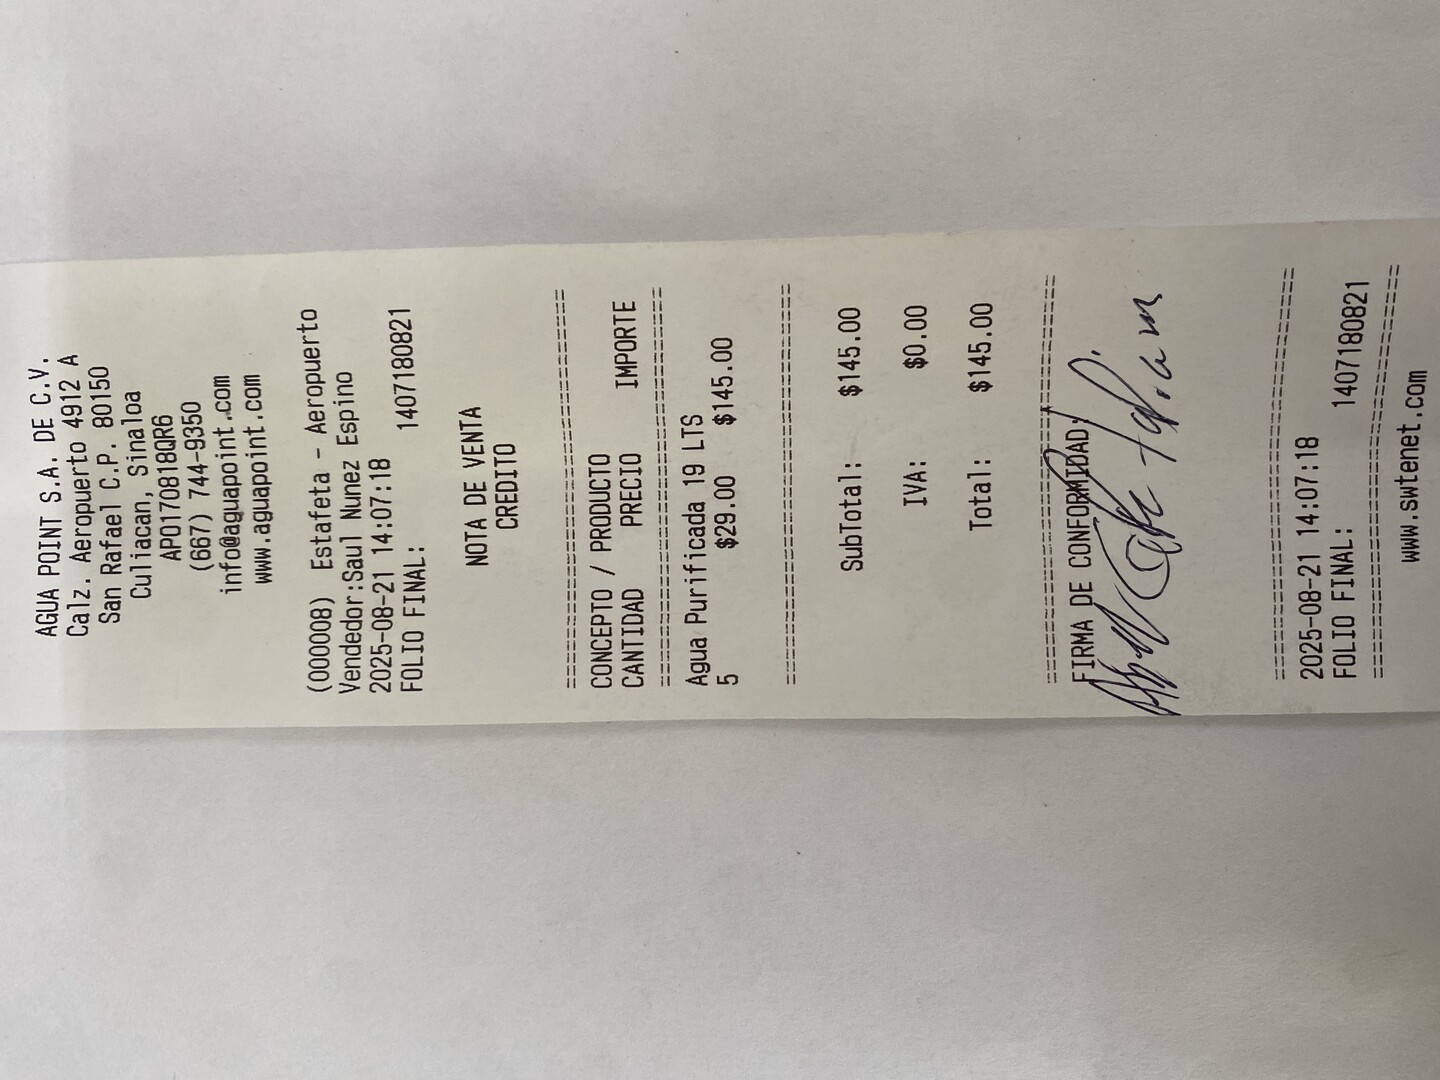 AGUA POINT S.A. DE C.V.
Calz. Aeropuerto 4912 A
San Rafael C.P. 80150
Culiacan, Sinaloa
APO170818QR6
(667) 744-9350
info@aguapoint.com
www.aguapoint.com
(000008) Estafeta - Aeropuerto
Vendedor:Saul Nunez Espino
2025-08-21 14:07:18
FOLIO FINAL: 1407180821
NOTA DE VENTA
CREDITO
==============================
CONCEPTO / PRODUCTO
CANTIDAD PRECIO IMPORTE
==============================
Agua Purificada 19 LTS
5 $29.00 $145.00
==============================
SubTotal: $145.00
IVA: $0.00
Total: $145.00
==============================
FIRMA DE CONFORMIDAD
==============================
2025-08-21 14:07:18
FOLIO FINAL: 1407180821
==============================
www.swtenet.com